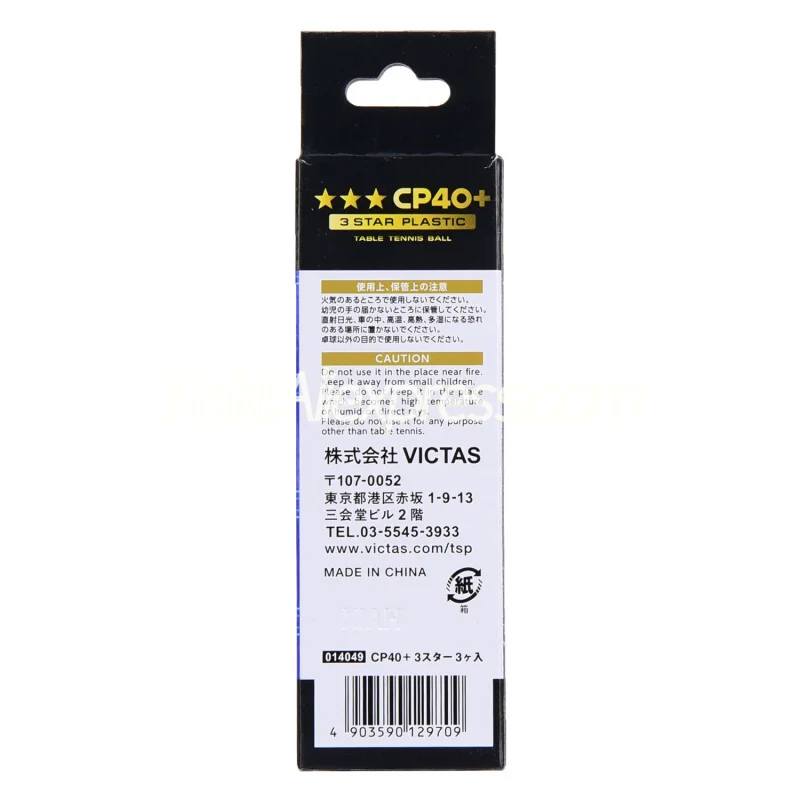 ★★★ CP40+
3 STAR PLASTIC
TABLE TENNIS BALL
使用上、保管上の注意
火気のあるところで使用しないでください。
幼児の手の届かないところに保管してください。
直射日光、車の中、高温、高熱、多湿になる恐れ
のある場所に置かないでください。
卓球以外の目的で使用しないでください。
CAUTION
Do not use it in the place near fire.
Keep it away from small children.
Please do not keep it in the place
which becomes high temperature
or humid or direct rays.
Please do not use it for any purpose
other than table tennis.
株式会社 VICTAS
〒107-0052
東京都港区赤坂 1-9-13
三会堂ビル 2 階
TEL.03-5545-3933
www.victas.com/tsp
MADE IN CHINA
紙
箱
014049 CP40+ 3スター 3ヶ入
4 903590 129709